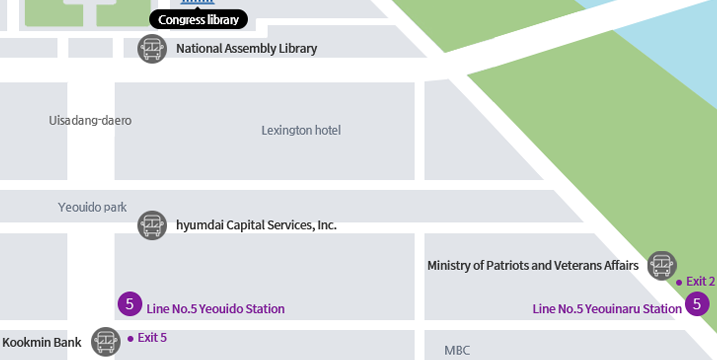 Congress library
National Assembly Library
Uisadang-daero
Lexington hotel
Yeouido park
hyumdai Capital Services, Inc.
Ministry of Patriots and Veterans Affairs
Exit 2
5 Line No.5 Yeouido Station
Line No.5 Yeouinaru Station 5
Kookmin Bank
Exit 5
MBC